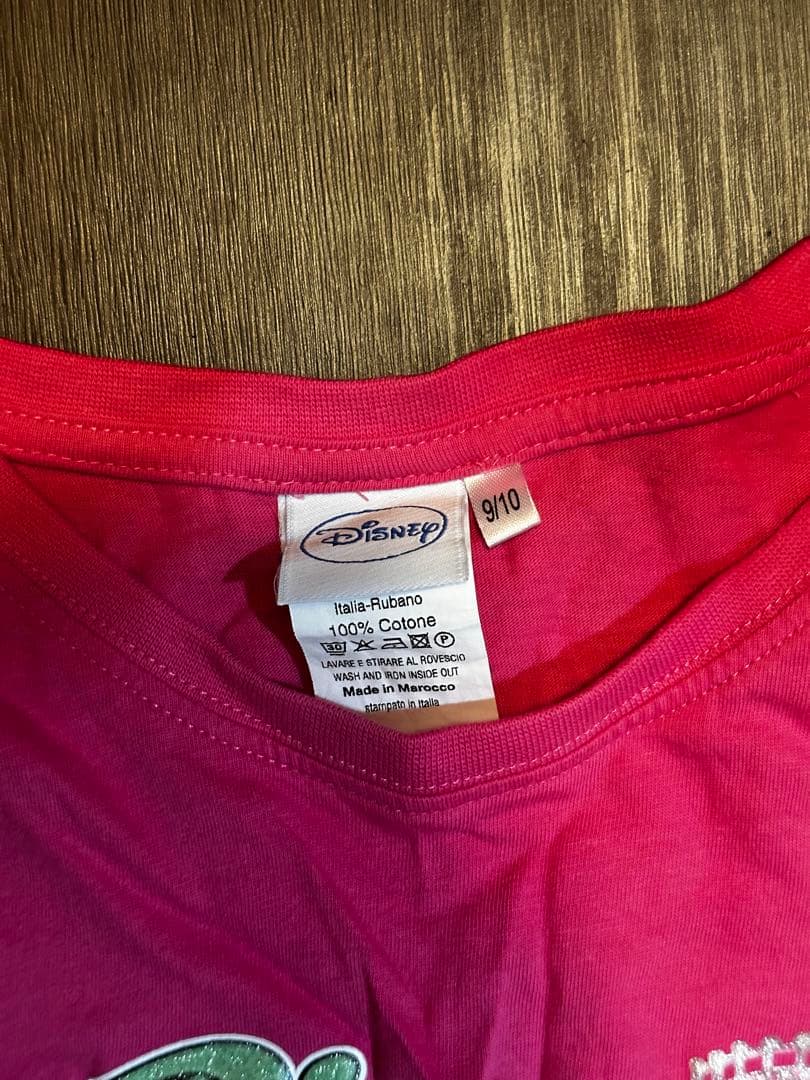 Disney
9/10
Italia-Rubano
100% Cotone
30 P
LAVARE E STIRARE AL ROVESCIO
WASH AND IRON INSIDE OUT
Made in Marocco
stampato in Italia